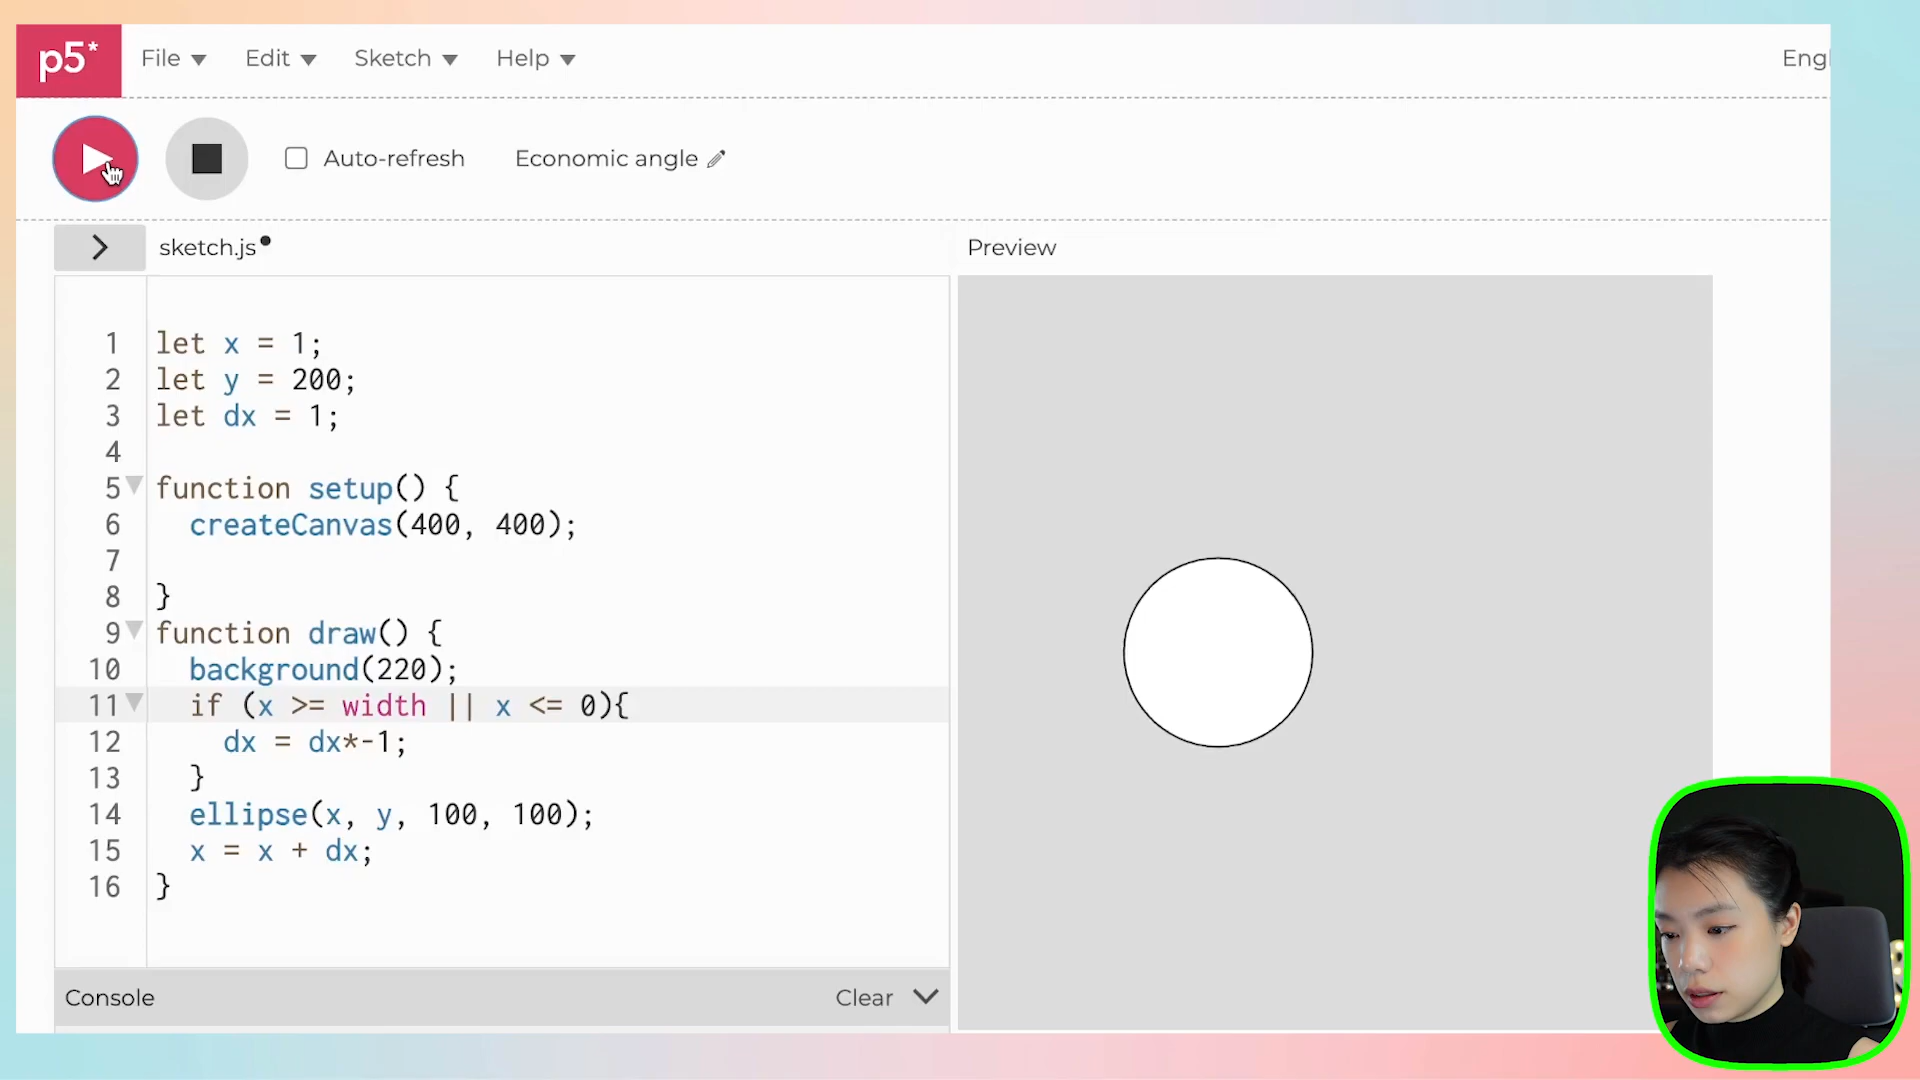 p5* File Edit Sketch Help Engl
Auto-refresh Economic angle
sketch.js Preview
1 let x = 1;
2 let y = 200;
3 let dx = 1;
4
5 function setup() {
6 createCanvas(400, 400);
7
8 }
9 function draw() {
10 background(220);
11 if (x >= width || x <= 0){
12 dx = dx*-1;
13 }
14 ellipse(x, y, 100, 100);
15 x = x + dx;
16 }
Console Clear